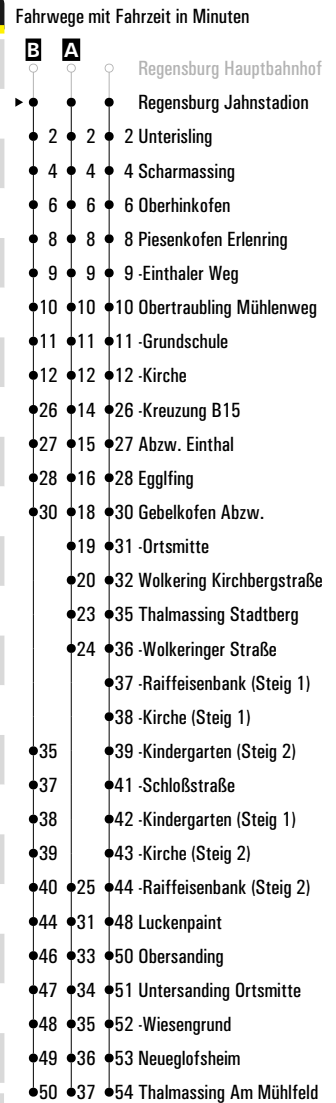 Fahrwege mit Fahrzeit in Minuten
B A
Regensburg Hauptbahnhof
Regensburg Jahnstadion
2 2 2 Unterisling
4 4 4 Scharmassing
6 6 6 Oberhinkofen
8 8 8 Piesenkofen Erlenring
9 9 9 -Einthaler Weg
10 10 10 Obertraubling Mühlenweg
11 11 11 -Grundschule
12 12 12 -Kirche
26 14 26 -Kreuzung B15
27 15 27 Abzw. Einthal
28 16 28 Egglfing
30 18 30 Gebelkofen Abzw.
19 31 -Ortsmitte
20 32 Wolkering Kirchbergstraße
23 35 Thalmassing Stadtberg
24 36 -Wolkeringer Straße
37 -Raiffeisenbank (Steig 1)
38 -Kirche (Steig 1)
35 39 -Kindergarten (Steig 2)
37 41 -Schloßstraße
38 42 -Kindergarten (Steig 1)
39 43 -Kirche (Steig 2)
40 25 44 -Raiffeisenbank (Steig 2)
44 31 48 Luckenpaint
46 33 50 Obersanding
47 34 51 Untersanding Ortsmitte
48 35 52 -Wiesengrund
49 36 53 Neueglofsheim
50 37 54 Thalmassing Am Mühlfeld